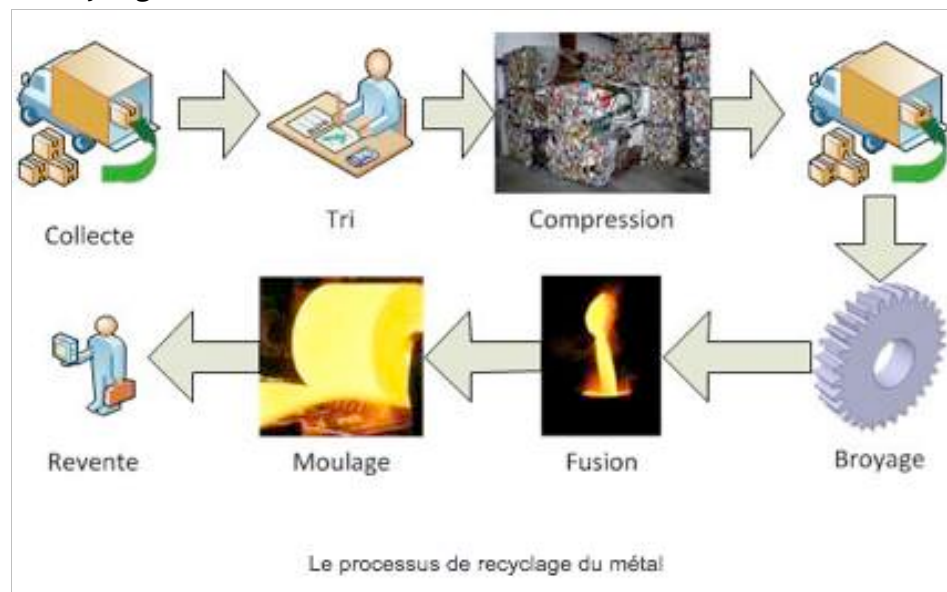 Collecte
Tri
Compression
Revente
Moulage
Fusion
Broyage
Le processus de recyclage du métal